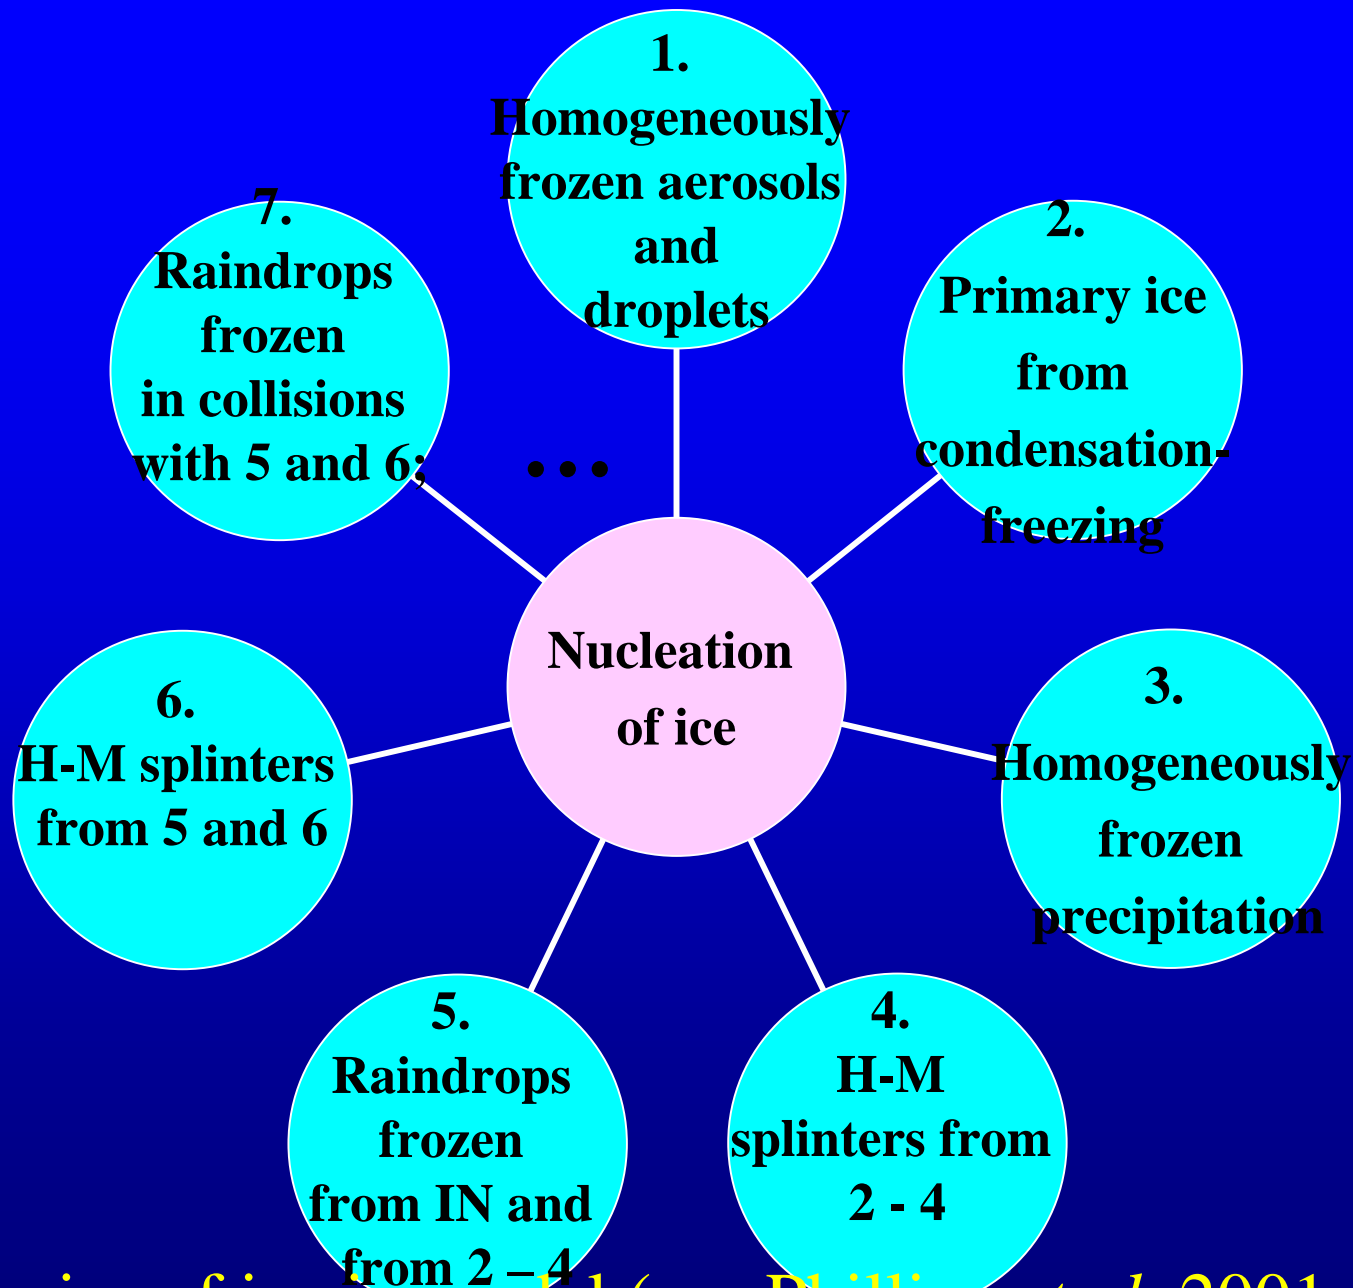 1.
Homogeneously
frozen aerosols
and
droplets
2.
Primary ice
from
condensation-
freezing
3.
Homogeneously
frozen
precipitation
4.
H-M
splinters from
2 - 4
5.
Raindrops
frozen
from IN and
from 2 – 4
6.
H-M splinters
from 5 and 6
7.
Raindrops
frozen
in collisions
with 5 and 6;
...
Nucleation
of ice
of 2001